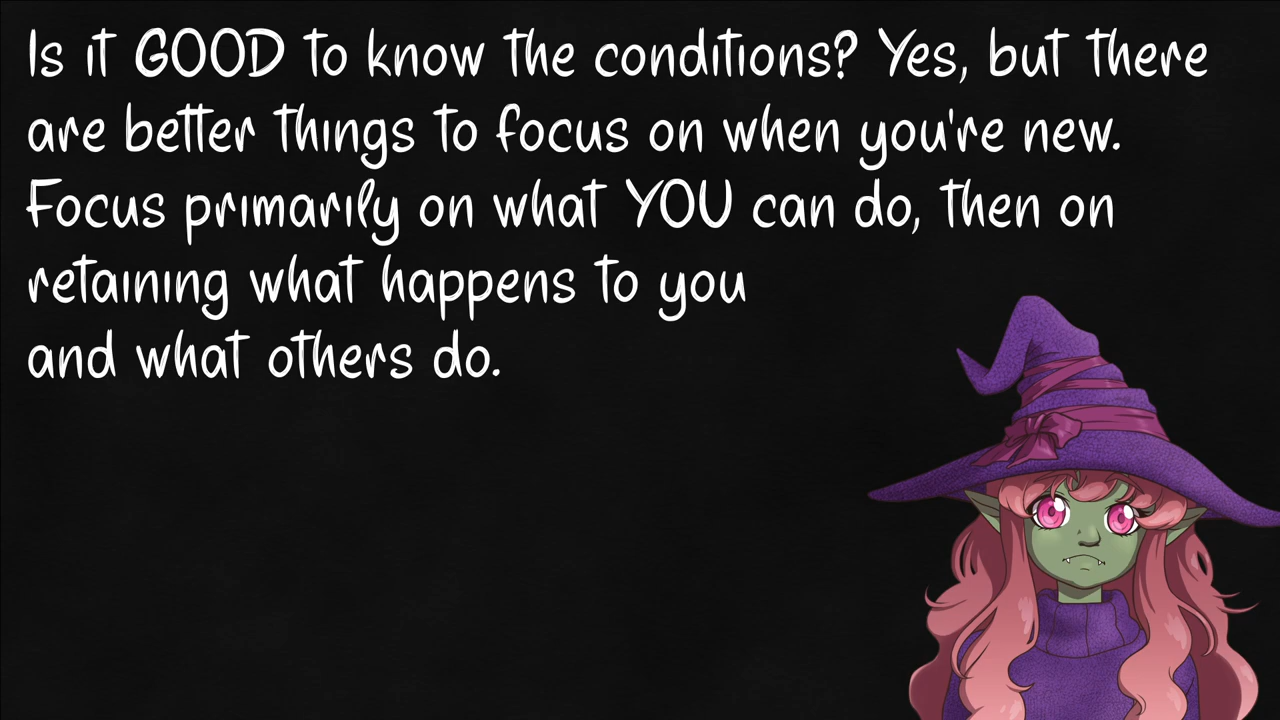 Is it GOOD to know the conditions? Yes, but there
are better things to focus on when you're new.
Focus primarily on what YOU can do, then on
retaining what happens to you
and what others do.